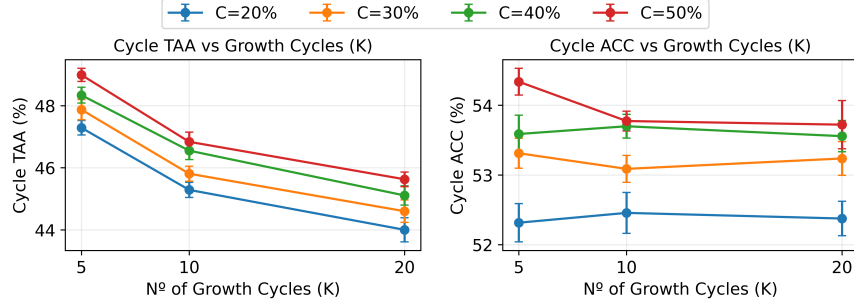 C=20% C=30% C=40% C=50%
Cycle TAA vs Growth Cycles (K)
Cycle TAA (%)
48
46
44
5 10 20
Nº of Growth Cycles (K)
Cycle ACC vs Growth Cycles (K)
Cycle ACC (%)
54
53
52
5 10 20
Nº of Growth Cycles (K)